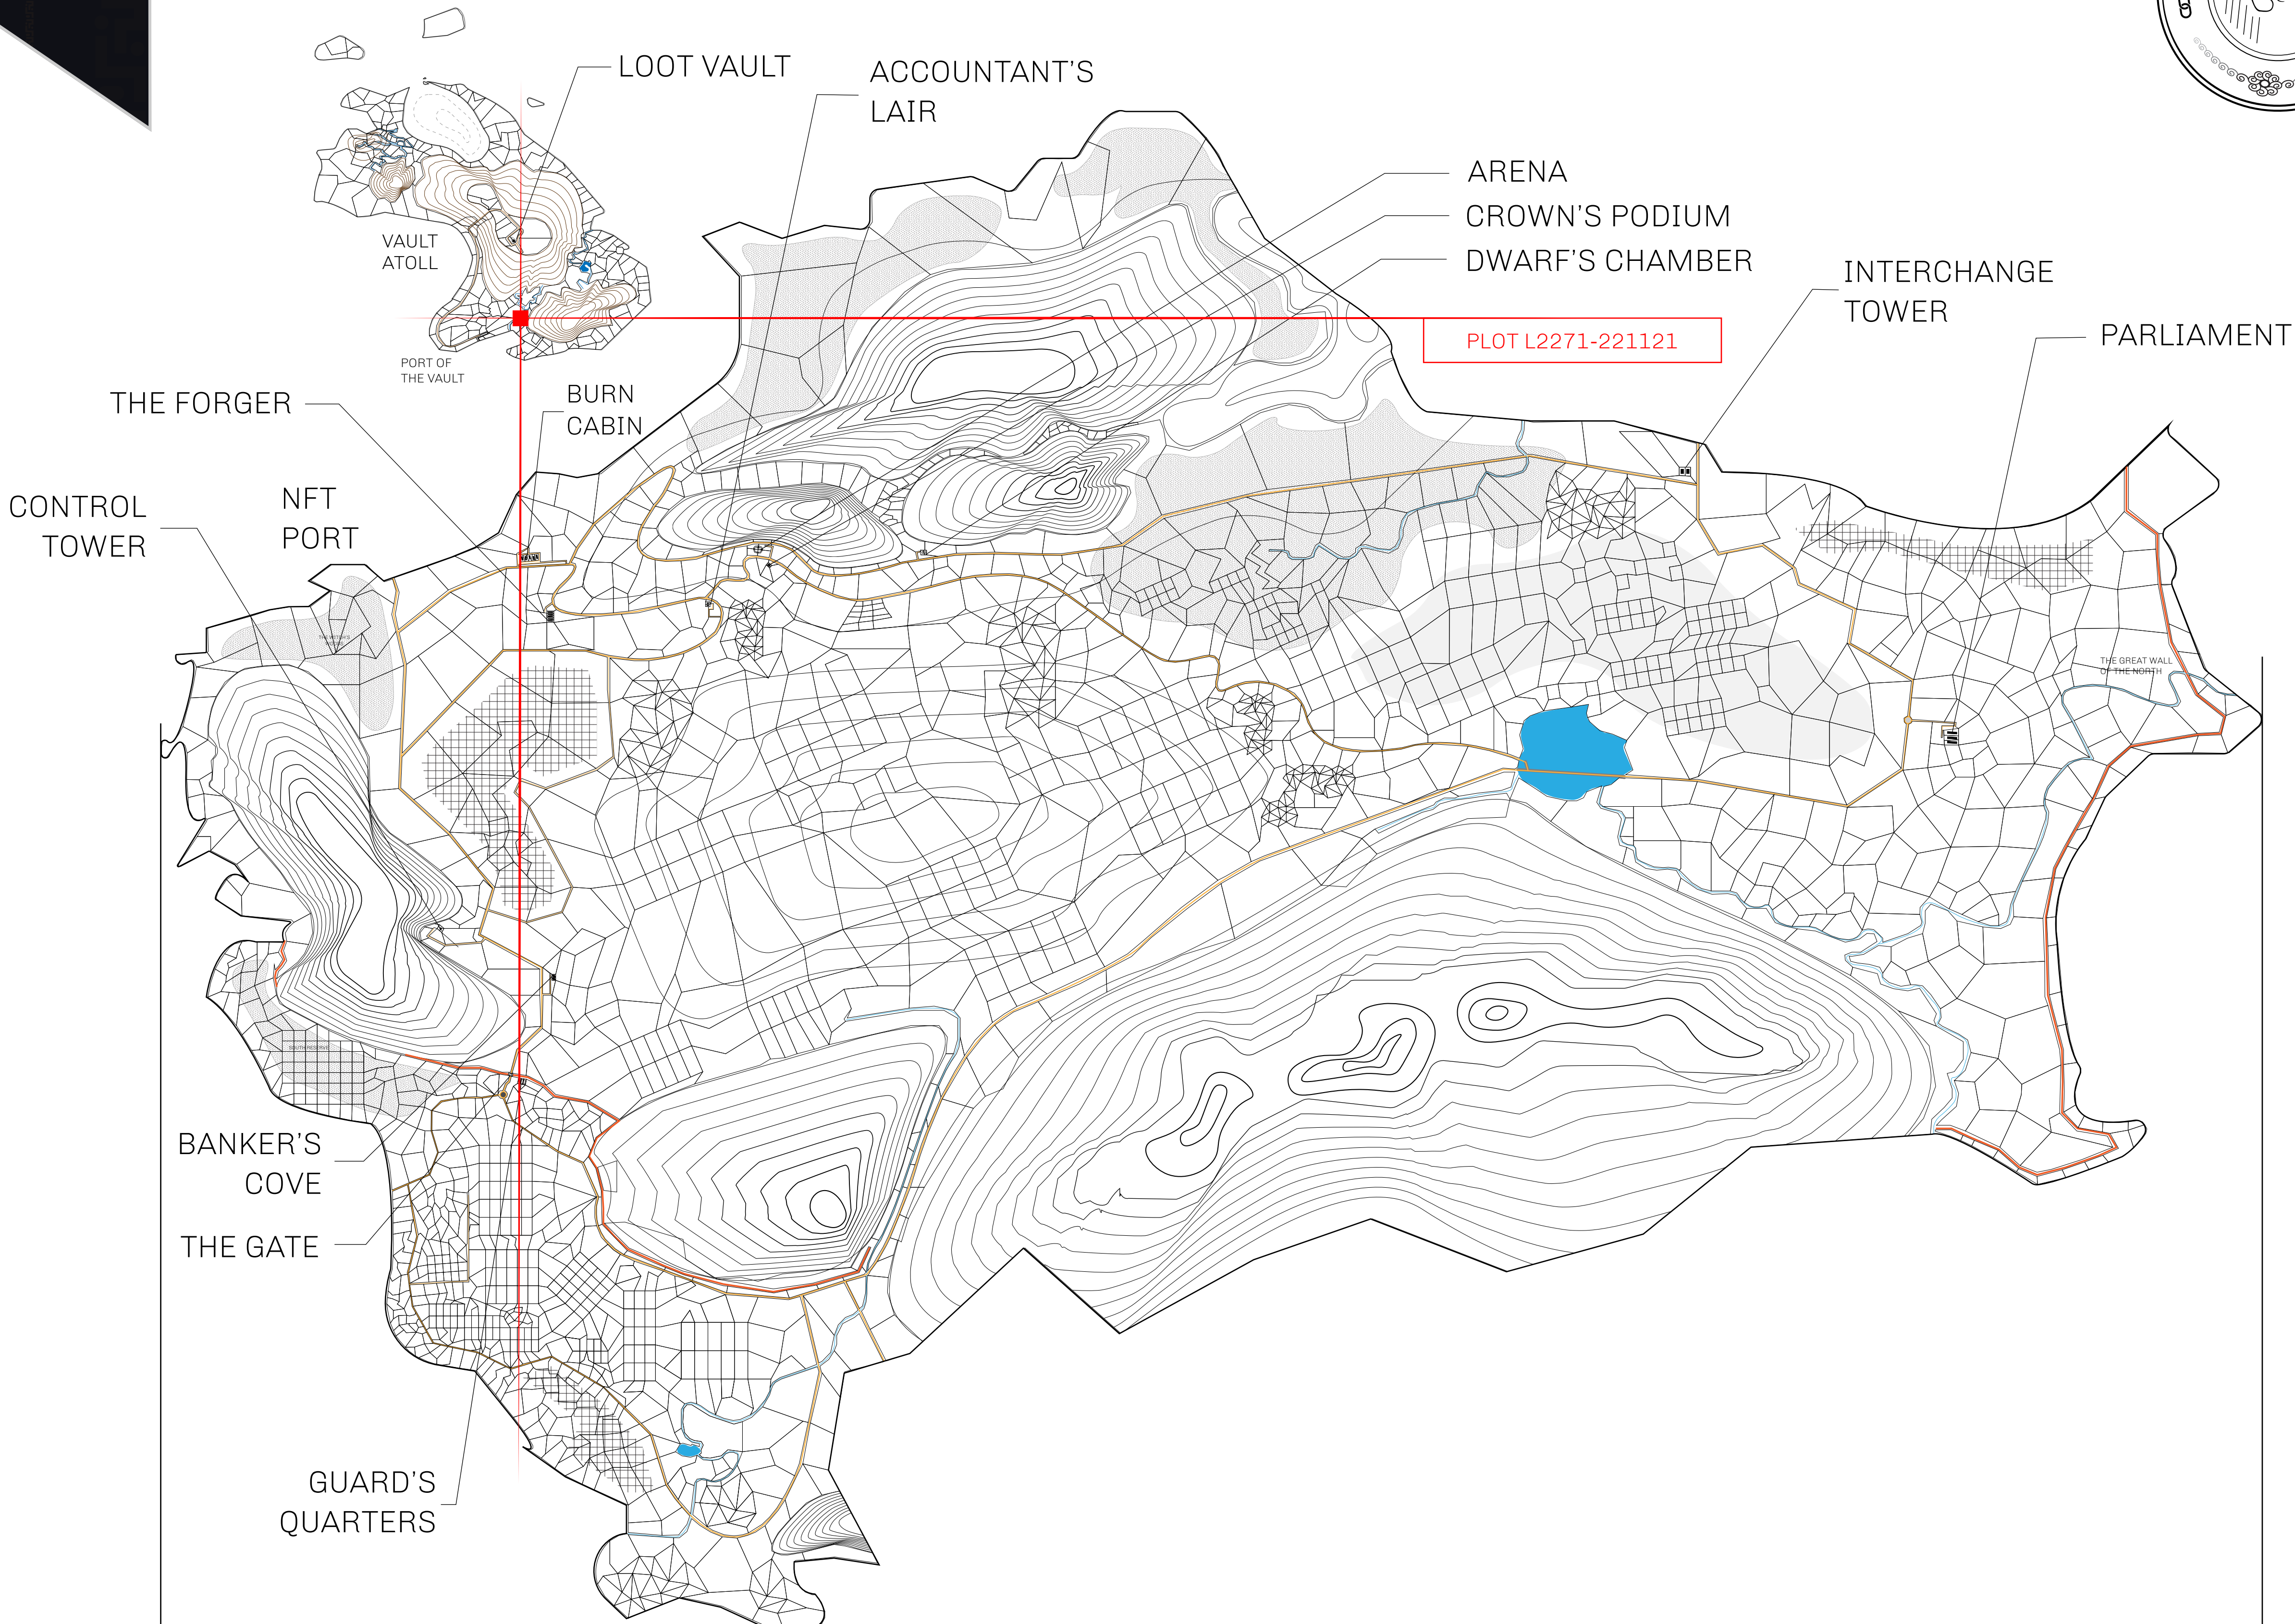 LOOT VAULT
ACCOUNTANT'S
LAIR
ARENA
CROWN'S PODIUM
DWARF'S CHAMBER
INTERCHANGE
TOWER
PARLIAMENT
VAULT
ATOLL
PLOT L2271-221121
PORT OF
THE VAULT
THE FORGER
BURN
CABIN
CONTROL
TOWER
NFT
PORT
THE GREAT WALL
OF THE NORTH
SOUTH RESERVE
BANKER'S
COVE
THE GATE
GUARD'S
QUARTERS